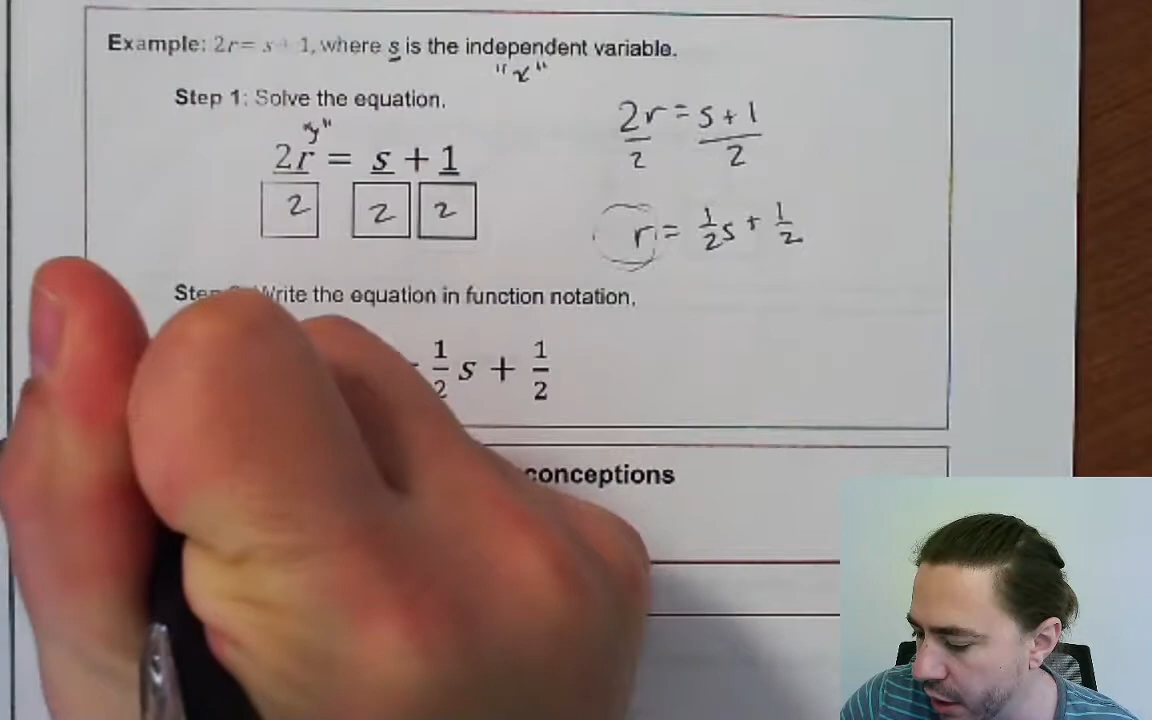 Example: 2r= s + 1, where s is the independent variable.
"x"
Step 1: Solve the equation.
"y"
2r = s + 1
2 2 2
2r = s + 1
2 2
r = 1/2 s + 1/2
Write the equation in function notation.
1/2 s + 1/2
conceptions